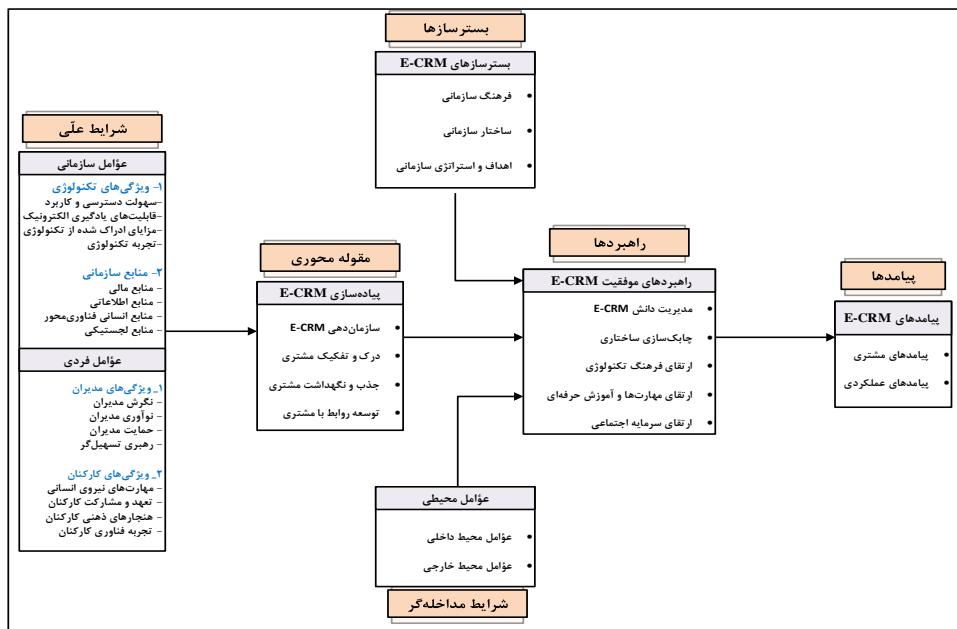 بسترسازها
بسترسازهای E-CRM
• فرهنگ سازمانی
• ساختار سازمانی
• اهداف و استراتژی سازمانی
شرایط علّی
عوامل سازمانی
۱- ویژگی‌های تکنولوژی
–سهولت دسترسی و کاربرد
–قابلیت‌های یادگیری الکترونیک
–مزایای ادراک شده از تکنولوژی
– تجربه تکنولوژی
۲- منابع سازمانی
– منابع مالی
– منابع اطلاعاتی
– منابع انسانی فناوری‌محور
– منابع لجستیکی
عوامل فردی
۱_ ویژگی‌های مدیران
– نگرش مدیران
– نوآوری مدیران
– حمایت مدیران
– رهبری تسهیل‌گر
۲_ ویژگی‌های کارکنان
– مهارت‌های نیروی انسانی
– تعهد و مشارکت کارکنان
– هنجارهای ذهنی کارکنان
– تجربه فناوری کارکنان
مقوله محوری
پیاده‌سازی E-CRM
• سازمان‌دهی E-CRM
• درک و تفکیک مشتری
• جذب و نگهداشت مشتری
• توسعه روابط با مشتری
راهبردها
راهبردهای موفقیت E-CRM
• مدیریت دانش E-CRM
• چابک‌سازی ساختاری
• ارتقای فرهنگ تکنولوژی
• ارتقای مهارت‌ها و آموزش حرفه‌ای
• ارتقای سرمایه اجتماعی
پیامدها
پیامدهای E-CRM
• پیامدهای مشتری
• پیامدهای عملکردی
عوامل محیطی
• عوامل محیط داخلی
• عوامل محیط خارجی
شرایط مداخله‌گر